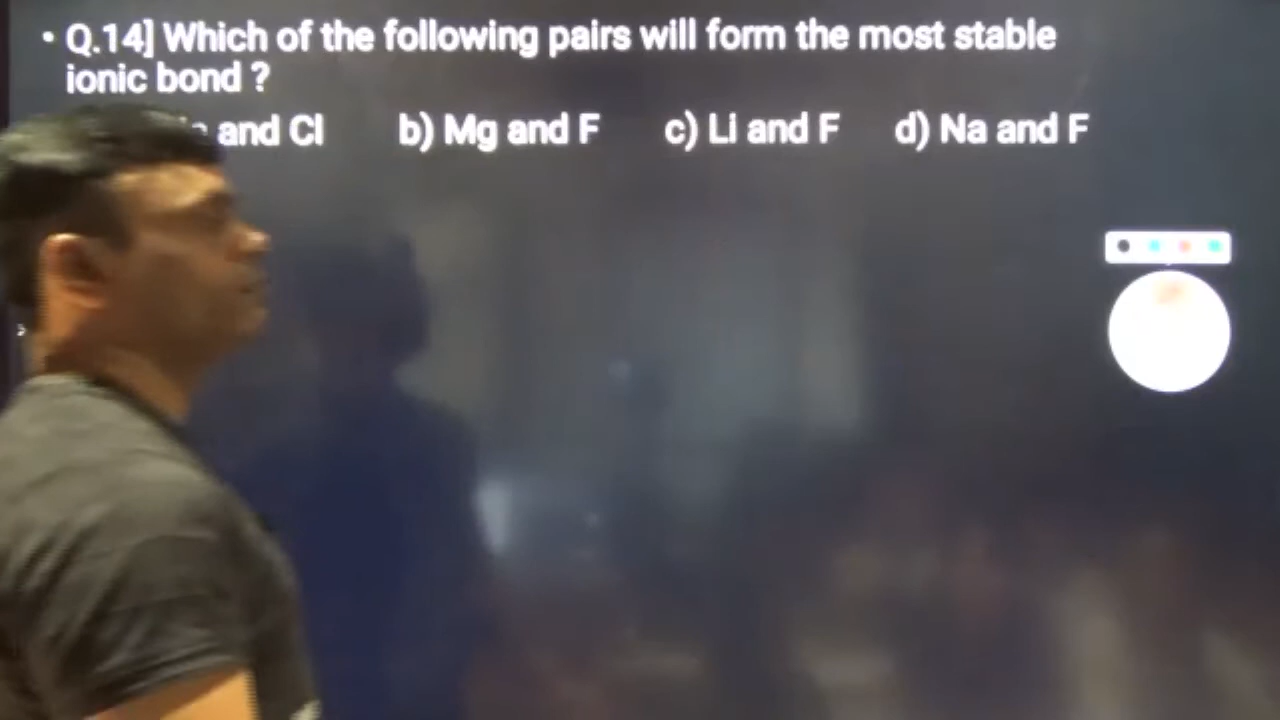 • Q.14] Which of the following pairs will form the most stable
ionic bond ?
and Cl b) Mg and F c) Li and F d) Na and F